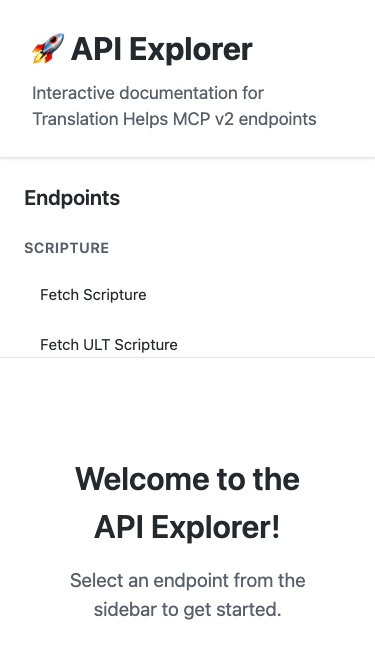 🚀 API Explorer
Interactive documentation for
Translation Helps MCP v2 endpoints
Endpoints
SCRIPTURE
Fetch Scripture
Fetch ULT Scripture
Welcome to the
API Explorer!
Select an endpoint from the
sidebar to get started.